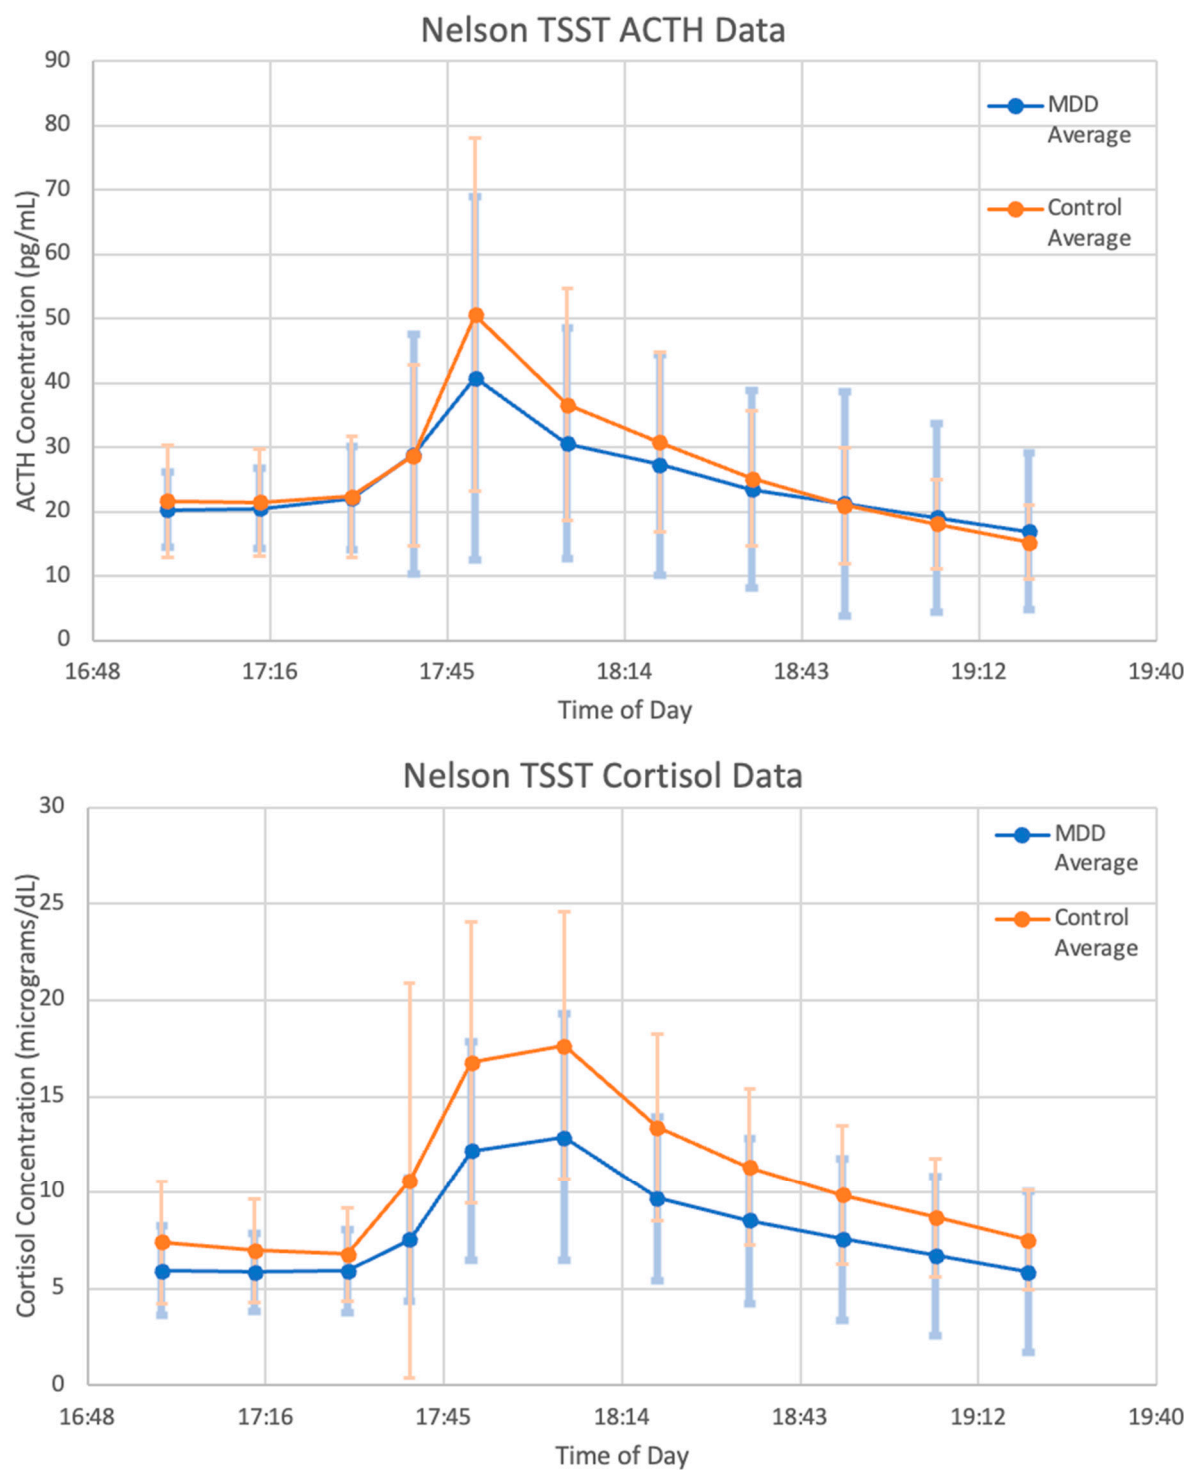 Nelson TSST ACTH Data
90
80
70
60
50
40
30
20
10
0
ACTH Concentration (pg/mL)
MDD
Average
Control
Average
16:48 17:16 17:45 18:14 18:43 19:12 19:40
Time of Day
Nelson TSST Cortisol Data
30
25
20
15
10
5
0
Cortisol Concentration (micrograms/dL)
MDD
Average
Control
Average
16:48 17:16 17:45 18:14 18:43 19:12 19:40
Time of Day